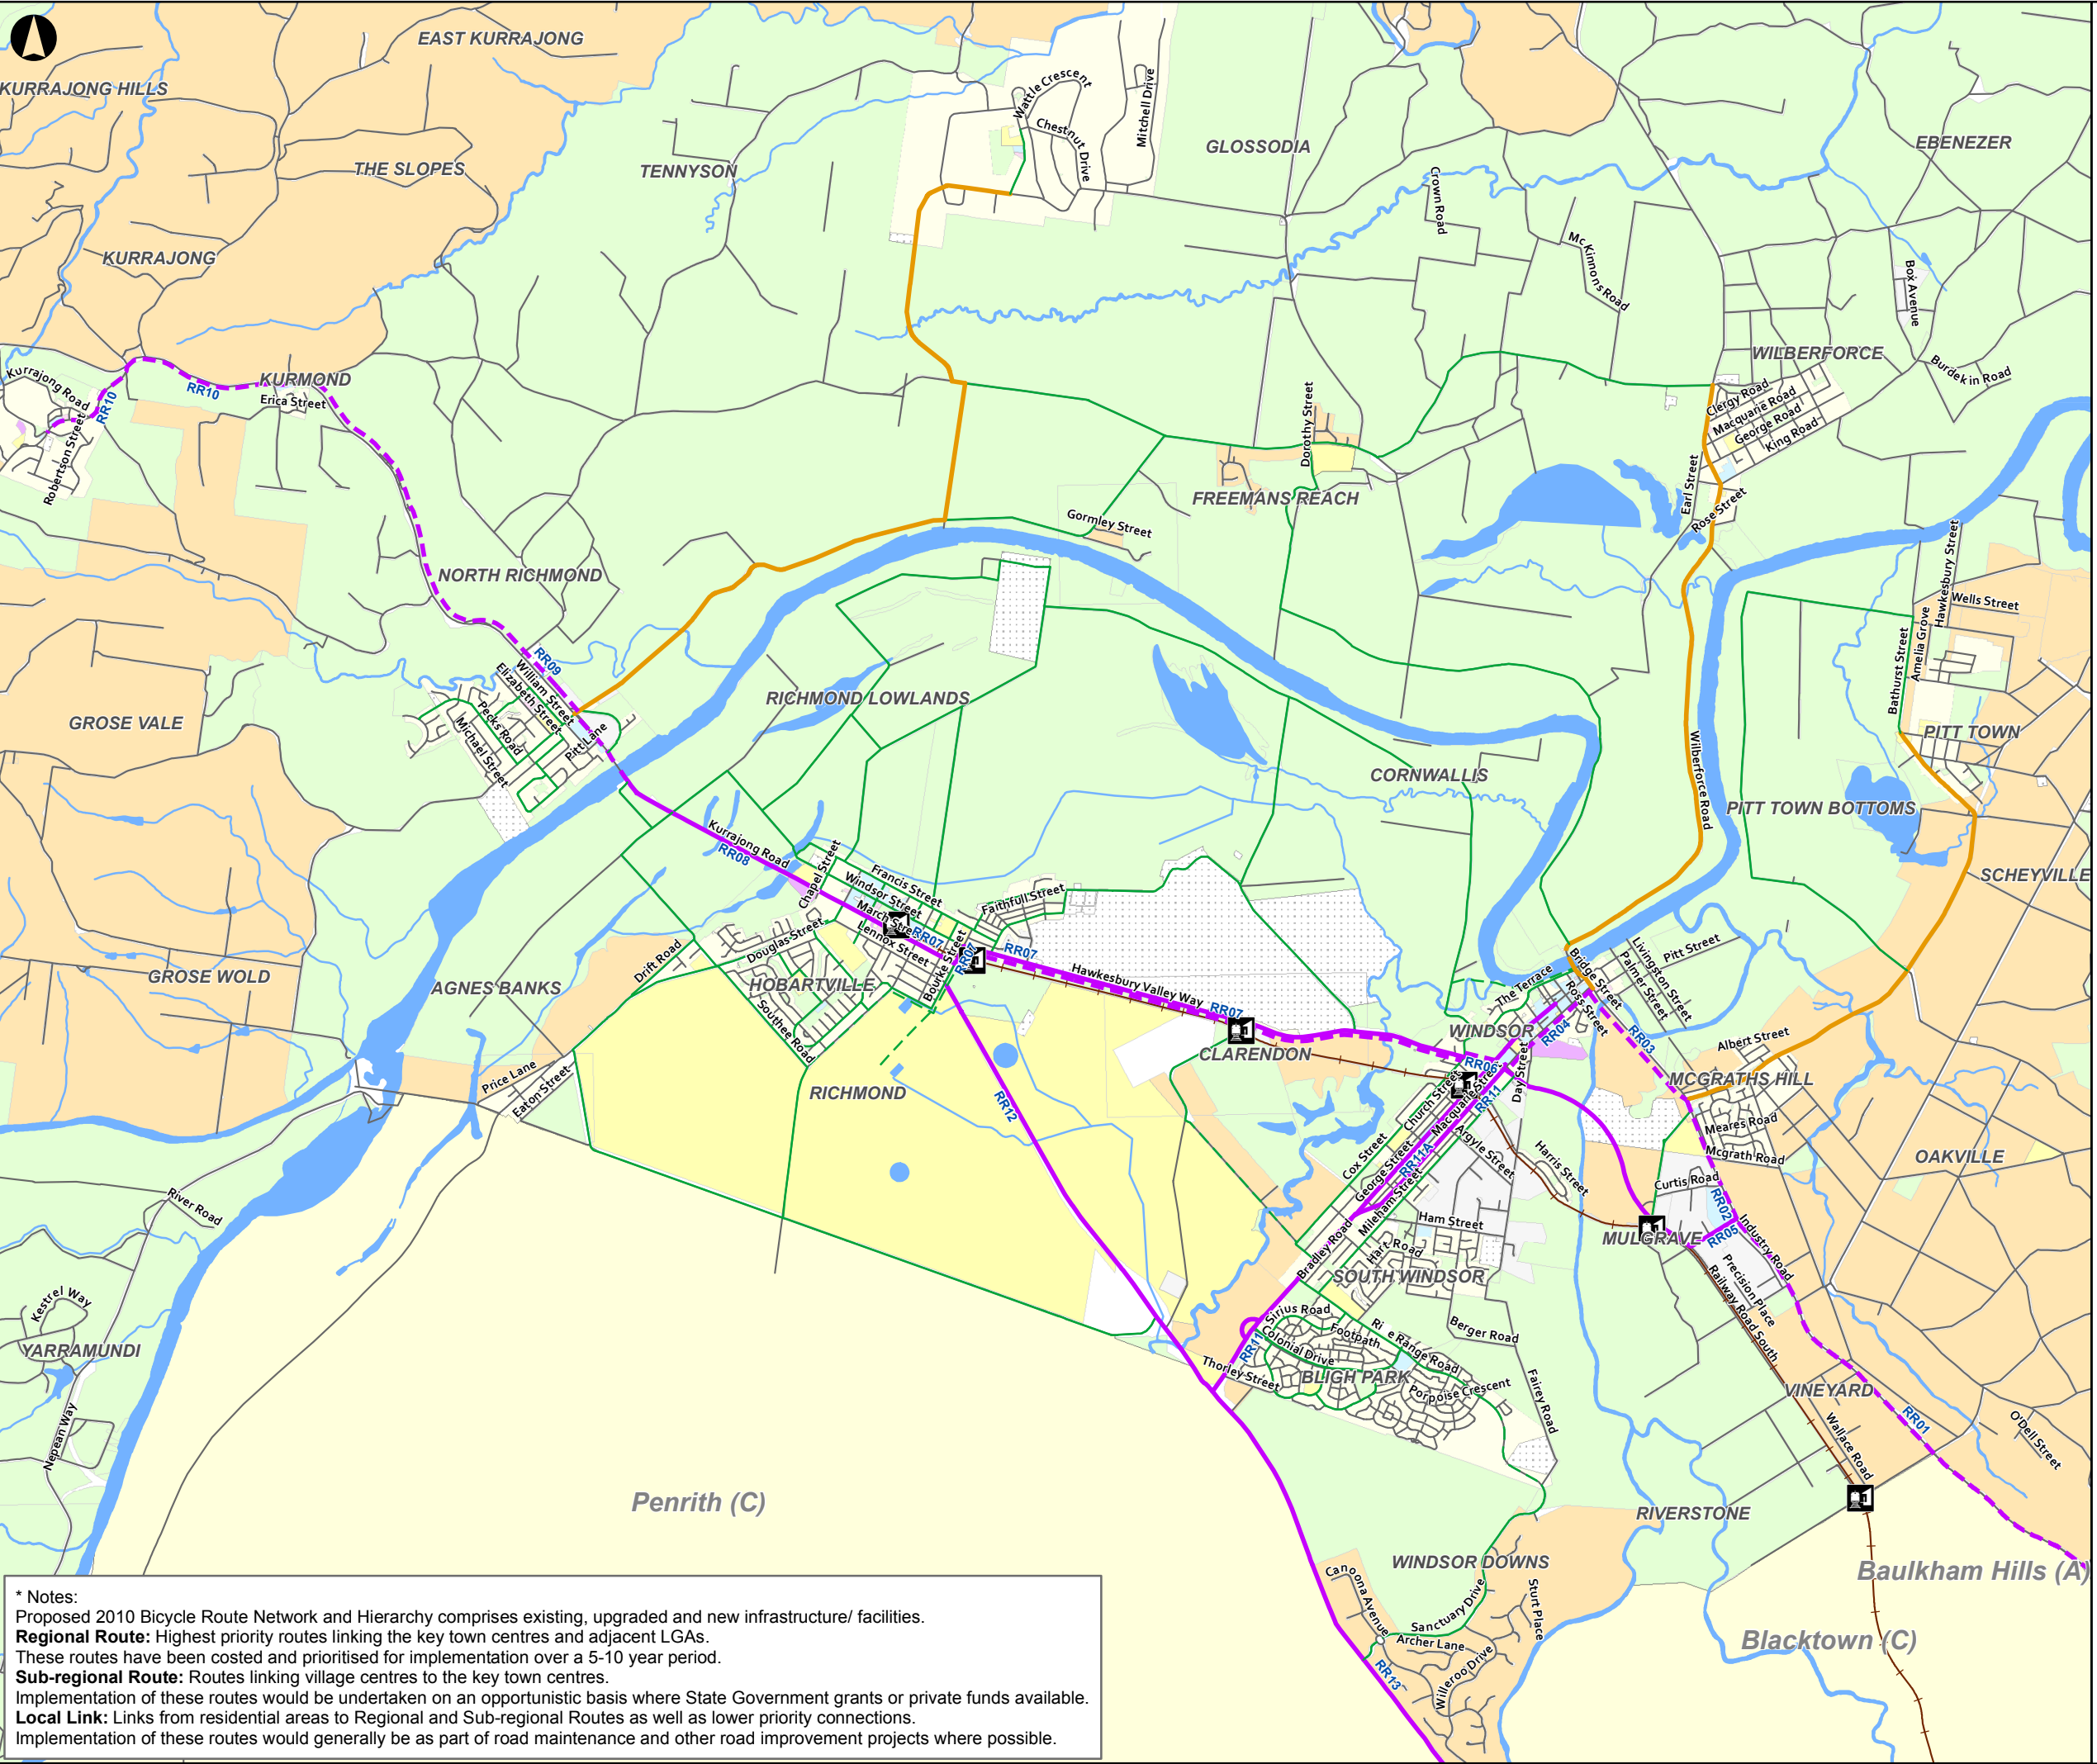 EAST KURRAJONG
KURRAJONG HILLS
Wattle Crescent
Mitchell Drive
Chestnut Drive
GLOSSODIA
EBENEZER
THE SLOPES
TENNYSON
Crown Road
McKinnons Road
KURRAJONG
Box Avenue
WILBERFORCE
Burdekin Road
Kurrajong Road
RR10
RR10
KURMOND
Erica Street
Robertson Street
Clergy Road
Macquarie Road
George Road
King Road
Dorothy Street
FREEMANS REACH
Earl Street
Rose Street
Gormley Street
Hawkesbury Street
NORTH RICHMOND
Wells Street
Amelia Grove
Bathurst Street
RR09
William Street
Elizabeth Street
Pecks Road
Michael Street
Pitt Lane
RICHMOND LOWLANDS
GROSE VALE
PITT TOWN
Wilberforce Road
CORNWALLIS
PITT TOWN BOTTOMS
Kurrajong Road
RR08
Chapel Street
Francis Street
Windsor Street
March Street
Lennox Street
Faithfull Street
SCHEYVILLE
RR07
RR07
RR07
Bourke Street
Douglas Street
Drift Road
HOBARTVILLE
Southee Road
Hawkesbury Valley Way
RR07
GROSE WOLD
AGNES BANKS
Livingston Street
Pitt Street
Palmer Street
Bridge Street
The Terrace
Ross Street
WINDSOR
RR04
RR03
Albert Street
CLARENDON
RR06
Day Street
MCGRATHS HILL
Price Lane
Eaton Street
RICHMOND
RR12
Church Street
Macquarie Street
RR11
Argyle Street
Meares Road
Mcgrath Road
Cox Street
George Street
RR11A
Mileham Street
Harris Street
OAKVILLE
Curtis Road
RR02
River Road
Ham Street
MULGRAVE
RR05
Industry Road
Bradley Road
Hart Road
SOUTH WINDSOR
Precision Place
Railway Road South
Kestrel Way
Sirius Road
Footpath
Ri e Range Road
Berger Road
YARRAMUNDI
RR11
Colonial Drive
Thorley Street
BLIGH PARK
Porpoise Crescent
Fairey Road
VINEYARD
RR01
Wallace Road
O'Dell Street
Nepean Way
Penrith (C)
RIVERSTONE
WINDSOR DOWNS
Baulkham Hills (A)
Canoona Avenue
Sanctuary Drive
Sturt Place
Archer Lane
Willeroo Drive
RR13
Blacktown (C)
* Notes:
Proposed 2010 Bicycle Route Network and Hierarchy comprises existing, upgraded and new infrastructure/ facilities.
Regional Route: Highest priority routes linking the key town centres and adjacent LGAs.
These routes have been costed and prioritised for implementation over a 5-10 year period.
Sub-regional Route: Routes linking village centres to the key town centres.
Implementation of these routes would be undertaken on an opportunistic basis where State Government grants or private funds available.
Local Link: Links from residential areas to Regional and Sub-regional Routes as well as lower priority connections.
Implementation of these routes would generally be as part of road maintenance and other road improvement projects where possible.